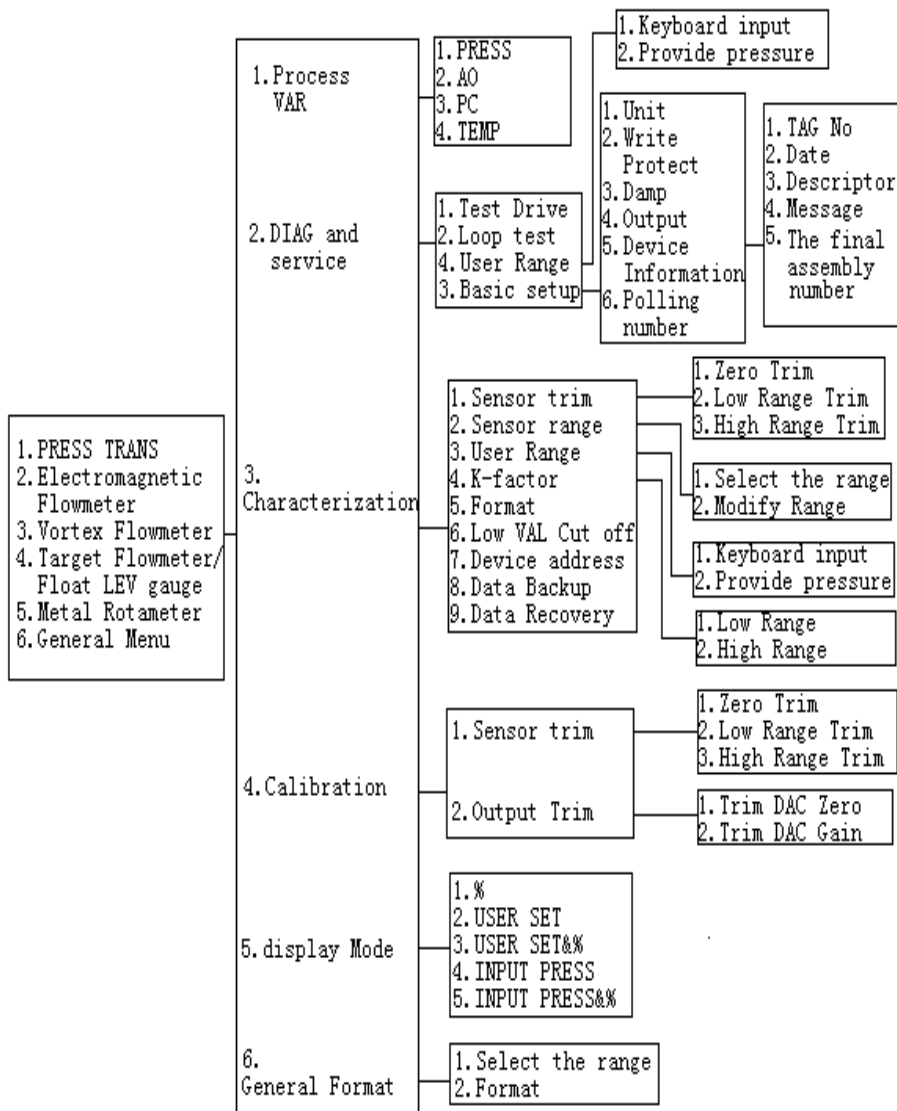 1.PRESS TRANS
2.Electromagnetic
Flowmeter
3.Vortex Flowmeter
4.Target Flowmeter/
Float LEV gauge
5.Metal Rotameter
6.General Menu
1.Process
VAR
2.DIAG and
service
3.
Characterization
4.Calibration
5.display Mode
6.
General Format
1.PRESS
2.AO
3.PC
4.TEMP
1.Test Drive
2.Loop test
4.User Range
3.Basic setup
1.Keyboard input
2.Provide pressure
1.Unit
2.Write
Protect
3.Damp
4.Output
5.Device
Information
6.Polling
number
1.TAG No
2.Date
3.Descriptor
4.Message
5. The final
assembly
number
1.Sensor trim
2.Sensor range
3.User Range
4.K-factor
5.Format
6.Low VAL Cut off
7.Device address
8.Data Backup
9.Data Recovery
1.Zero Trim
2.Low Range Trim
3.High Range Trim
1.Select the range
2.Modify Range
1.Keyboard input
2.Provide pressure
1.Low Range
2.High Range
1.Sensor trim
2.Output Trim
1.Zero Trim
2.Low Range Trim
3.High Range Trim
1.Trim DAC Zero
2.Trim DAC Gain
1.%
2.USER SET
3.USER SET&%
4.INPUT PRESS
5.INPUT PRESS&%
1.Select the range
2.Format